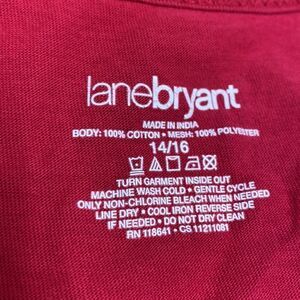 lanebryant
MADE IN INDIA
BODY: 100% COTTON • MESH: 100% POLYESTER
14/16
TURN GARMENT INSIDE OUT
MACHINE WASH COLD • GENTLE CYCLE
ONLY NON-CHLORINE BLEACH WHEN NEEDED
LINE DRY • COOL IRON REVERSE SIDE
IF NEEDED • DO NOT DRY CLEAN
RN 118641 • CS 11211081